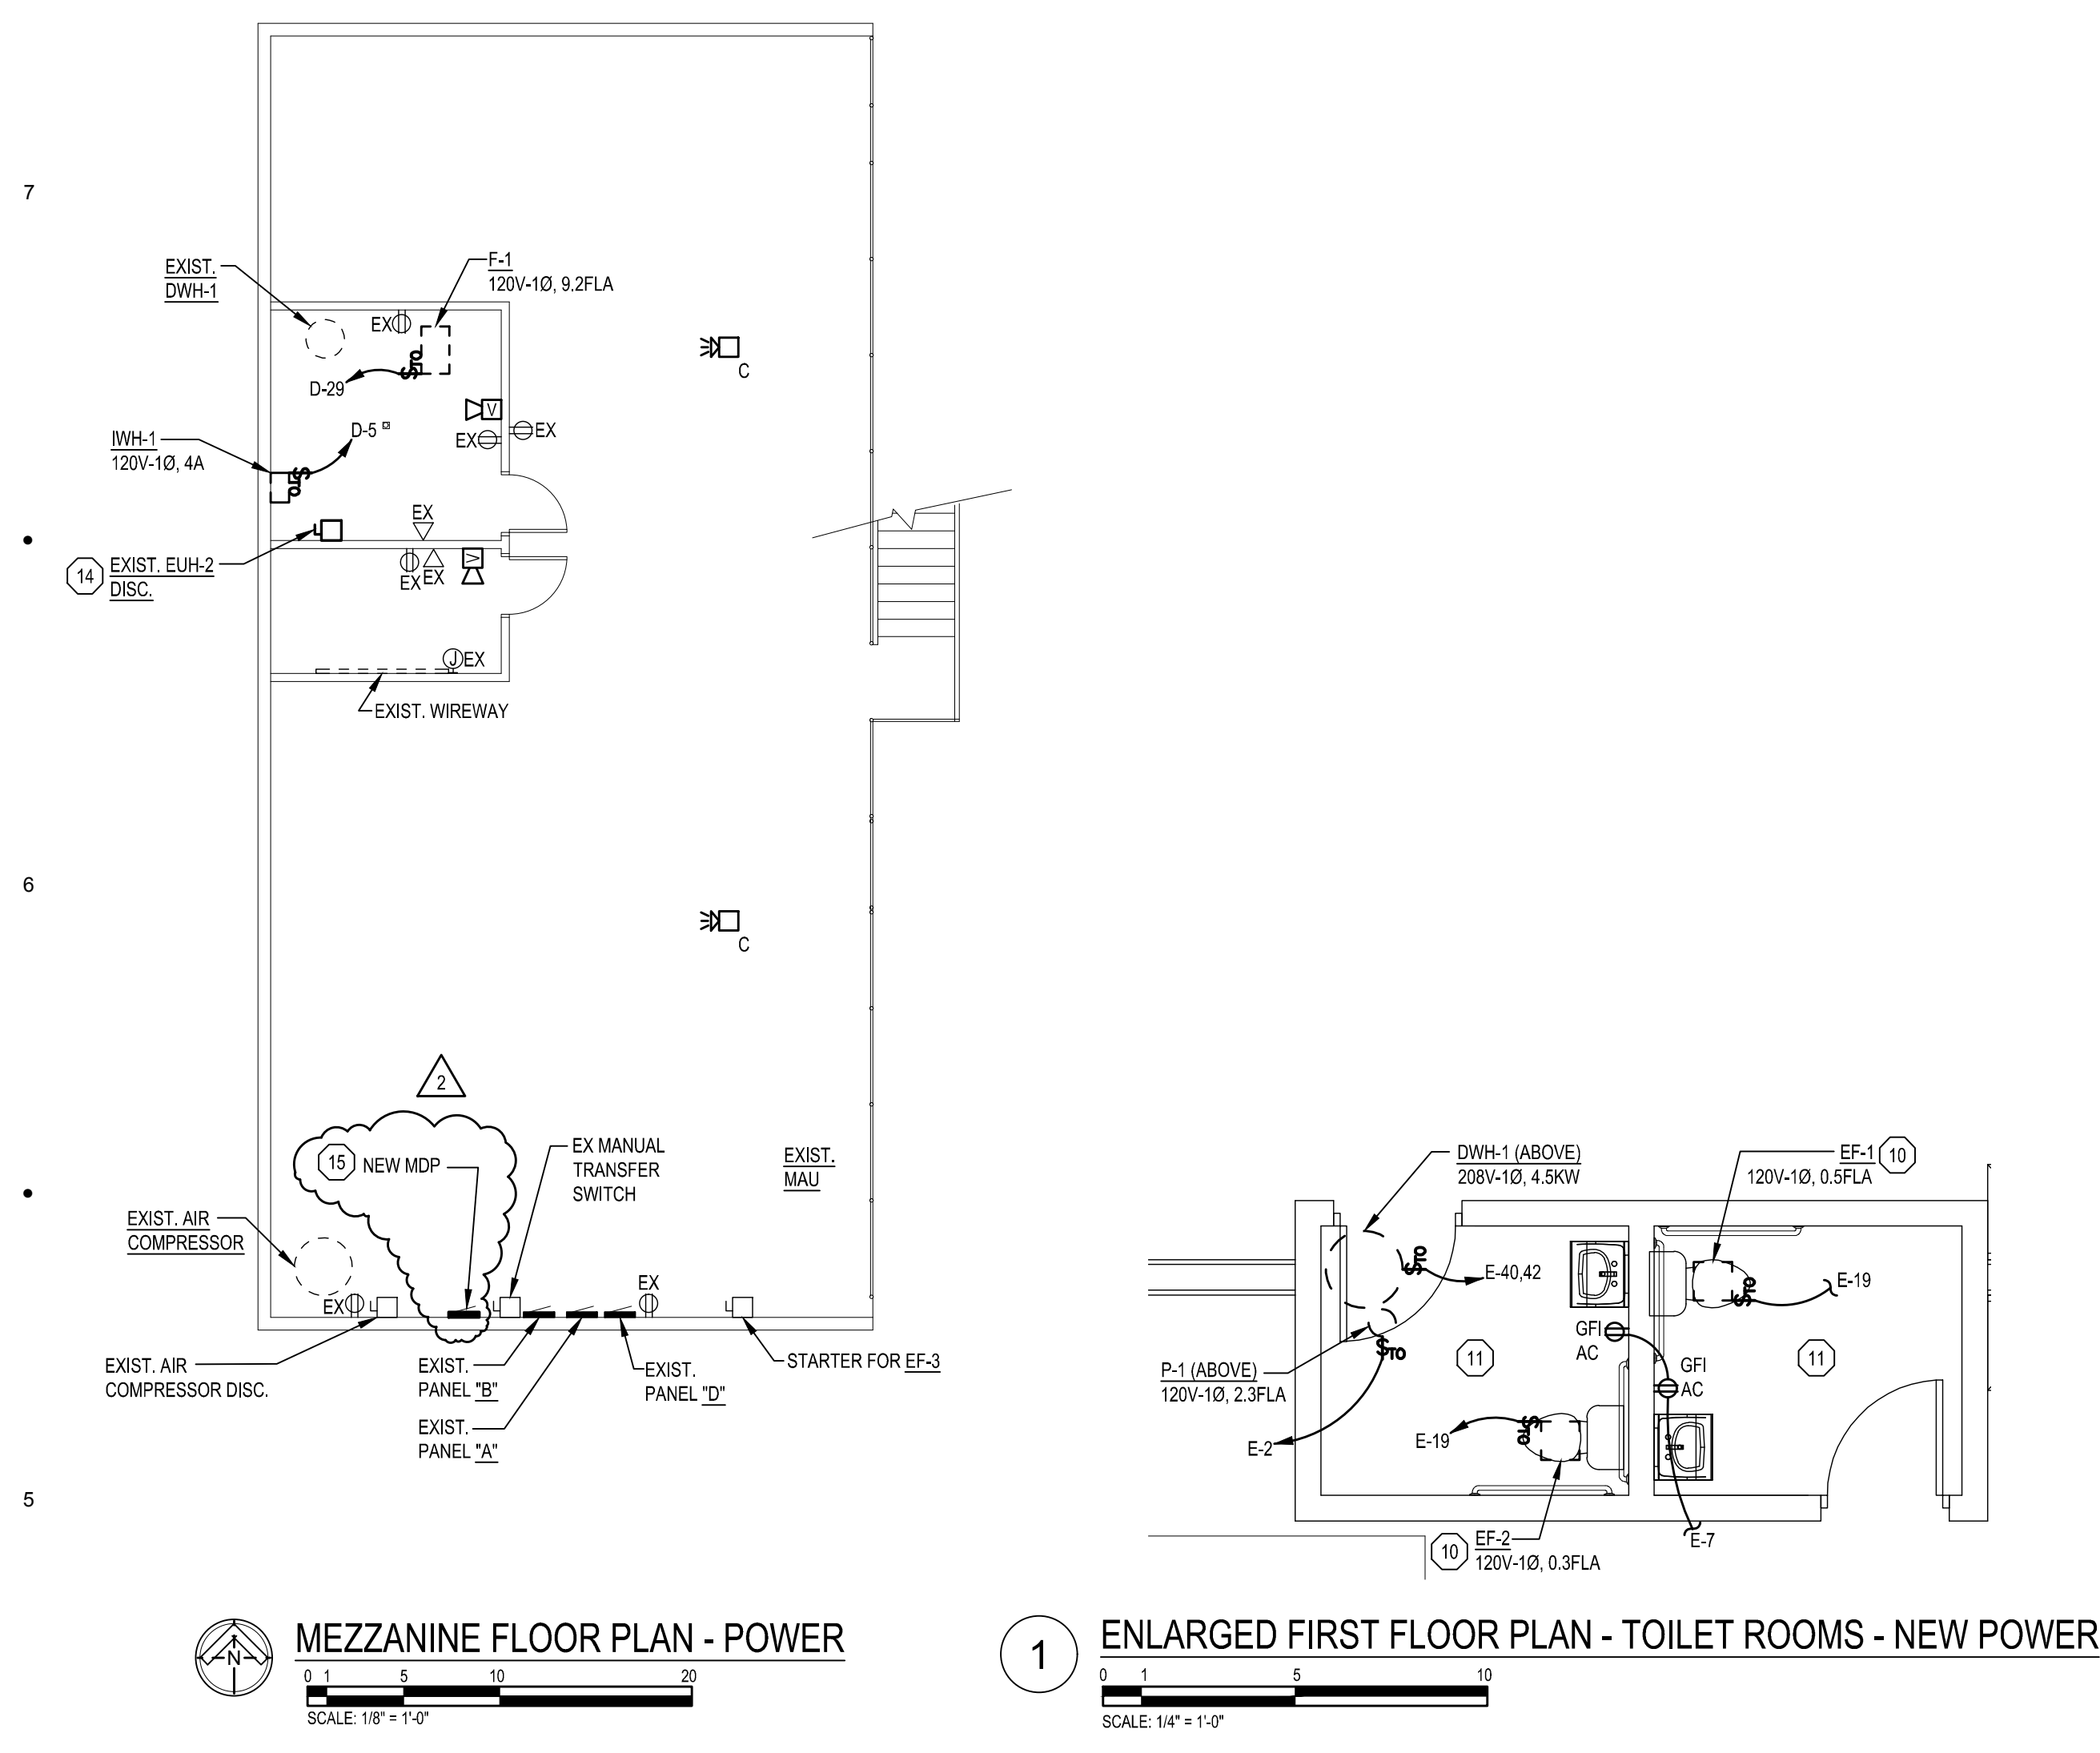 7
EXIST.
DWH-1
F-1
120V-1Ø, 9.2FLA
EX
$TO
D-29
C
V
IWH-1
120V-1Ø, 4A
D-5
EX
EX
$TO
EX
14
EXIST. EUH-2
DISC.
EX
EX
V
J
EX
EXIST. WIREWAY
6
C
2
15
NEW MDP
EX MANUAL
TRANSFER
SWITCH
EXIST.
MAU
EXIST. AIR
COMPRESSOR
EX
EX
EXIST. AIR
COMPRESSOR DISC.
EXIST.
PANEL "B"
EXIST.
PANEL "A"
EXIST.
PANEL "D"
STARTER FOR EF-3
5
DWH-1 (ABOVE)
208V-1Ø, 4.5KW
EF-1
10
120V-1Ø, 0.5FLA
$TO
E-40,42
$TO
E-19
GFI
AC
P-1 (ABOVE)
120V-1Ø, 2.3FLA
$TO
11
GFI
AC
11
E-2
E-19
$TO
10
EF-2
120V-1Ø, 0.3FLA
E-7
N
MEZZANINE FLOOR PLAN - POWER
0 1 5 10 20
SCALE: 1/8" = 1'-0"
1
ENLARGED FIRST FLOOR PLAN - TOILET ROOMS - NEW POWER
0 1 5 10
SCALE: 1/4" = 1'-0"